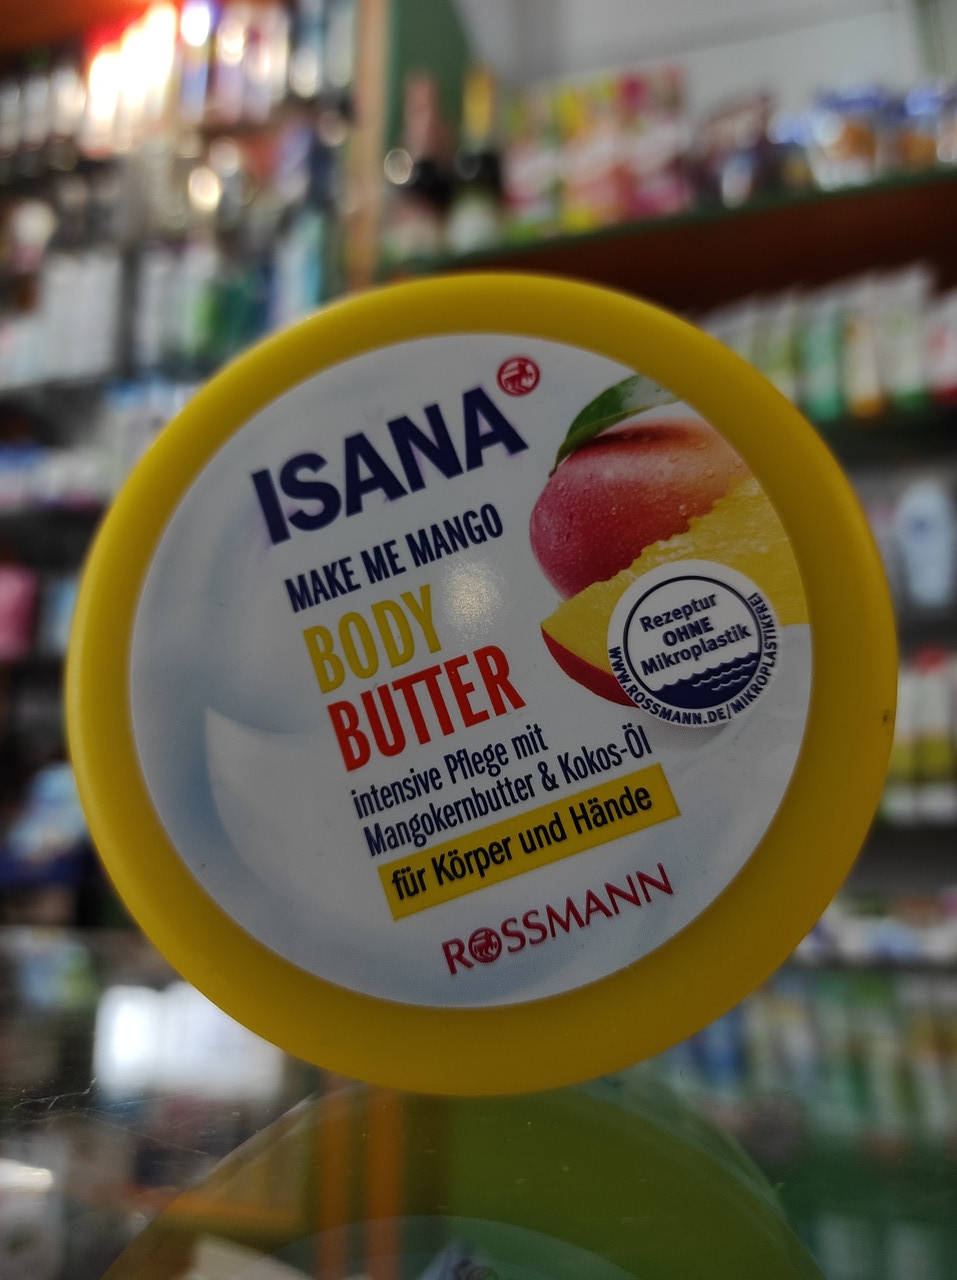 ISANA
MAKE ME MANGO
BODY
BUTTER
intensive Pflege mit
Mangokernbutter & Kokos-Öl
für Körper und Hände
ROSSMANN
Rezeptur
OHNE
Mikroplastik
WWW.ROSSMANN.DE/MIKROPLASTIKFREI